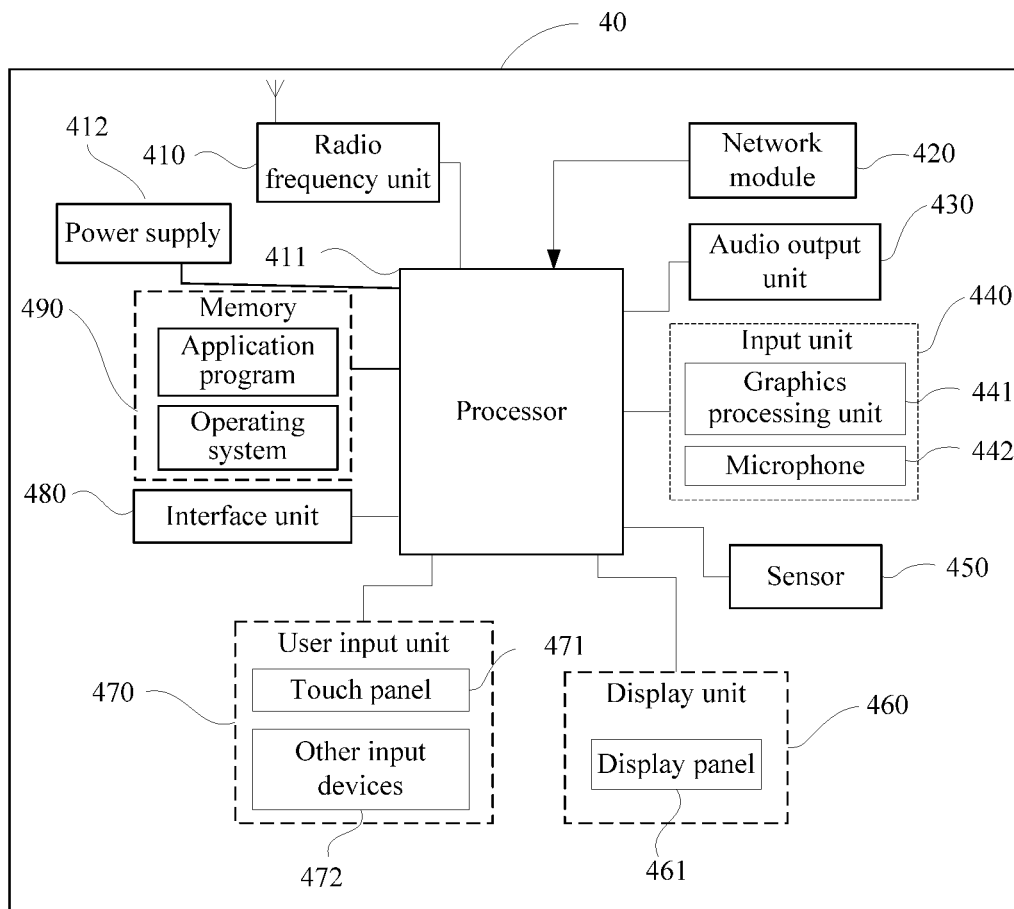 40
412
410
Radio
frequency unit
Network
module
420
Power supply
411
430
Audio output
unit
490
Memory
Application
program
Operating
system
Processor
440
Input unit
Graphics
processing unit
441
Microphone
442
480
Interface unit
Sensor
450
User input unit
471
470
Touch panel
Other input
devices
472
Display unit
460
Display panel
461